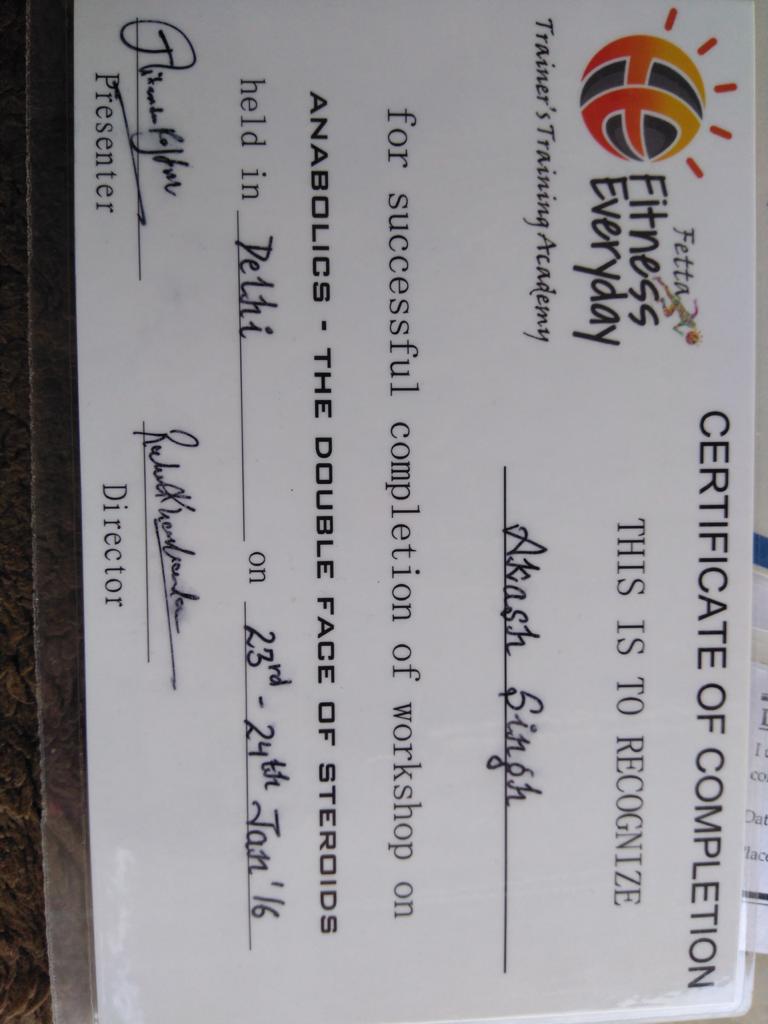 Fetta
Fitness
Everyday
Trainer's Training Academy
CERTIFICATE OF COMPLETION
THIS IS TO RECOGNIZE
Akash Singh
for successful completion of workshop on
ANABOLICS - THE DOUBLE FACE OF STEROIDS
held in Delhi on 23rd - 24th Jan'16
Presenter
Director